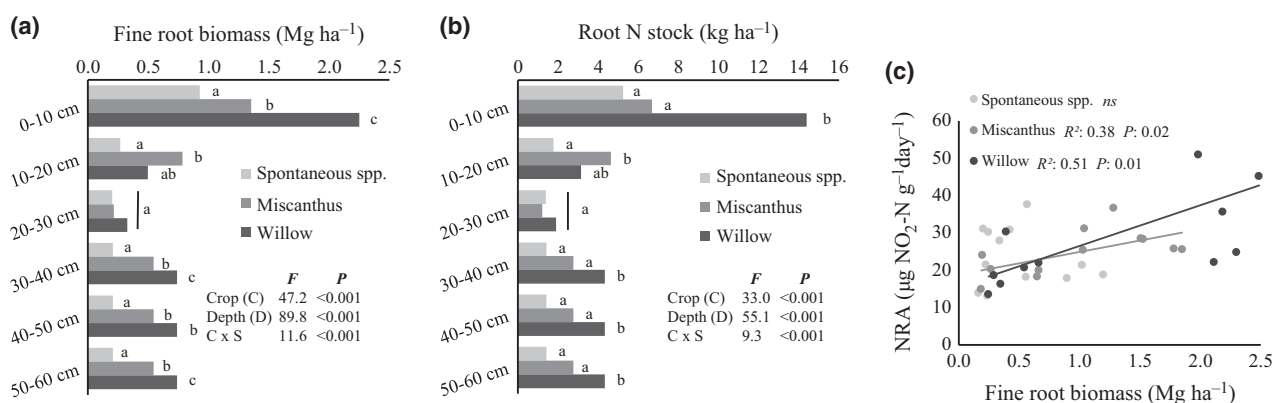 (a)
Fine root biomass (Mg ha–1)
0.0 0.5 1.0 1.5 2.0 2.5
0-10 cm
a
b
c
10-20 cm
a
b
ab
20-30 cm
a
30-40 cm
a
b
c
40-50 cm
a
b
b
50-60 cm
a
b
c
Spontaneous spp.
Miscanthus
Willow
F P
Crop (C) 47.2 <0.001
Depth (D) 89.8 <0.001
C x S 11.6 <0.001
(b)
Root N stock (kg ha–1)
0 2 4 6 8 10 12 14 16
0-10 cm
a
a
b
10-20 cm
a
b
ab
20-30 cm
a
30-40 cm
a
a
b
40-50 cm
a
a
b
50-60 cm
a
a
b
Spontaneous spp.
Miscanthus
Willow
F P
Crop (C) 33.0 <0.001
Depth (D) 55.1 <0.001
C x S 9.3 <0.001
(c)
Spontaneous spp. ns
Miscanthus R²: 0.38 P: 0.02
Willow R²: 0.51 P: 0.01
NRA (µg NO2-N g–1day–1)
60
50
40
30
20
10
0
0.0 0.5 1.0 1.5 2.0 2.5
Fine root biomass (Mg ha–1)